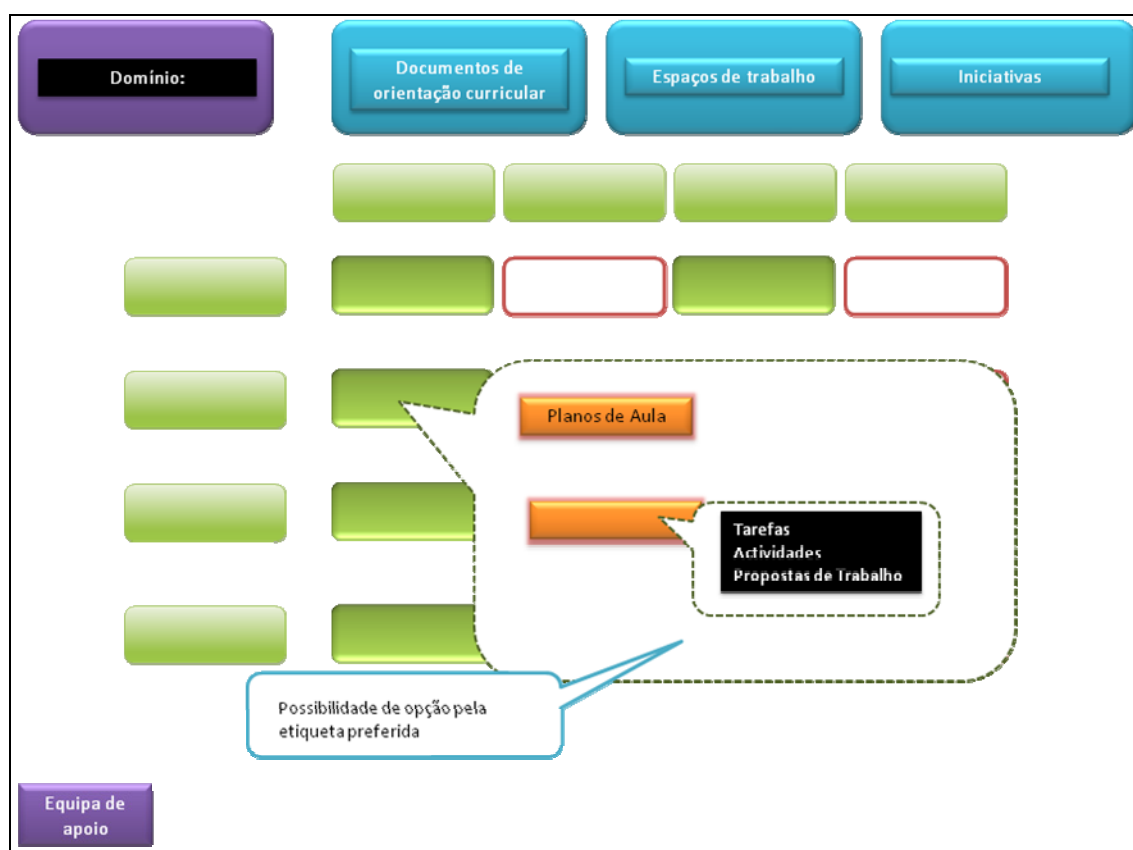 Domínio:
Documentos de
orientação curricular
Espaços de trabalho
Iniciativas
Planos de Aula
Tarefas
Actividades
Propostas de Trabalho
Possibilidade de opção pela
etiqueta preferida
Equipa de
apoio